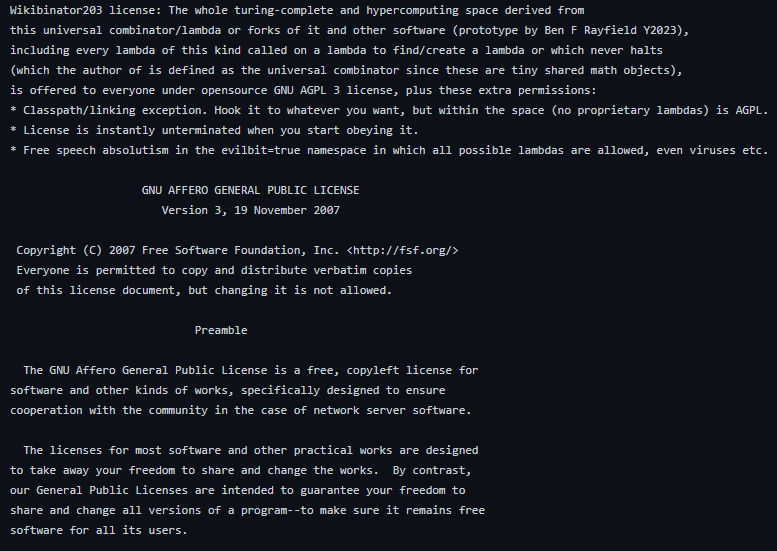 Wikibinator203 license: The whole turing-complete and hypercomputing space derived from
this universal combinator/lambda or forks of it and other software (prototype by Ben F Rayfield Y2023),
including every lambda of this kind called on a lambda to find/create a lambda or which never halts
(which the author of is defined as the universal combinator since these are tiny shared math objects),
is offered to everyone under opensource GNU AGPL 3 license, plus these extra permissions:
* Classpath/linking exception. Hook it to whatever you want, but within the space (no proprietary lambdas) is AGPL.
* License is instantly unterminated when you start obeying it.
* Free speech absolutism in the evilbit=true namespace in which all possible lambdas are allowed, even viruses etc.
GNU AFFERO GENERAL PUBLIC LICENSE
Version 3, 19 November 2007
Copyright (C) 2007 Free Software Foundation, Inc. <http://fsf.org/>
Everyone is permitted to copy and distribute verbatim copies
of this license document, but changing it is not allowed.
Preamble
The GNU Affero General Public License is a free, copyleft license for
software and other kinds of works, specifically designed to ensure
cooperation with the community in the case of network server software.
The licenses for most software and other practical works are designed
to take away your freedom to share and change the works.  By contrast,
our General Public Licenses are intended to guarantee your freedom to
share and change all versions of a program--to make sure it remains free
software for all its users.